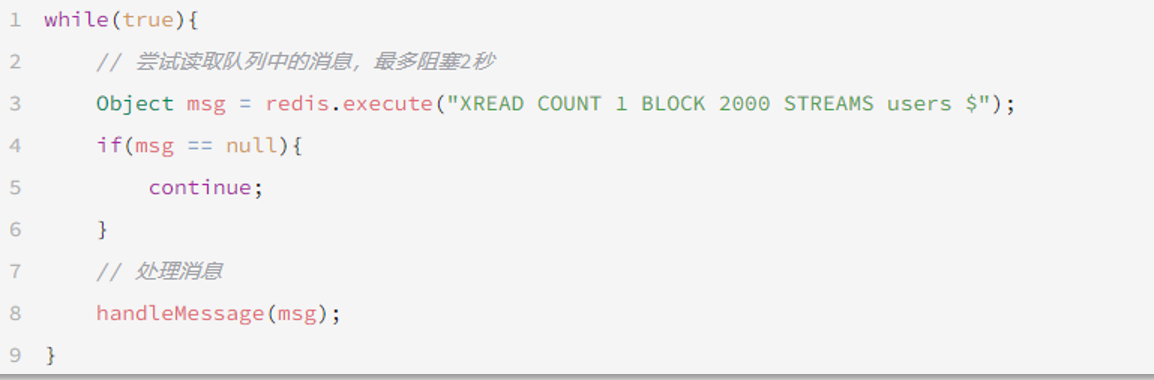 1 while(true){
2     // 尝试读取队列中的消息，最多阻塞2秒
3     Object msg = redis.execute("XREAD COUNT 1 BLOCK 2000 STREAMS users $");
4     if(msg == null){
5         continue;
6     }
7     // 处理消息
8     handleMessage(msg);
9 }